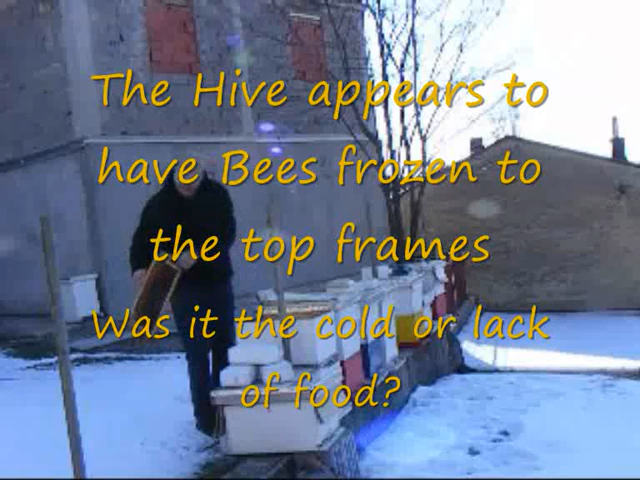 The Hive appears to
have Bees frozen to
the top frames
Was it the cold or lack
of food?